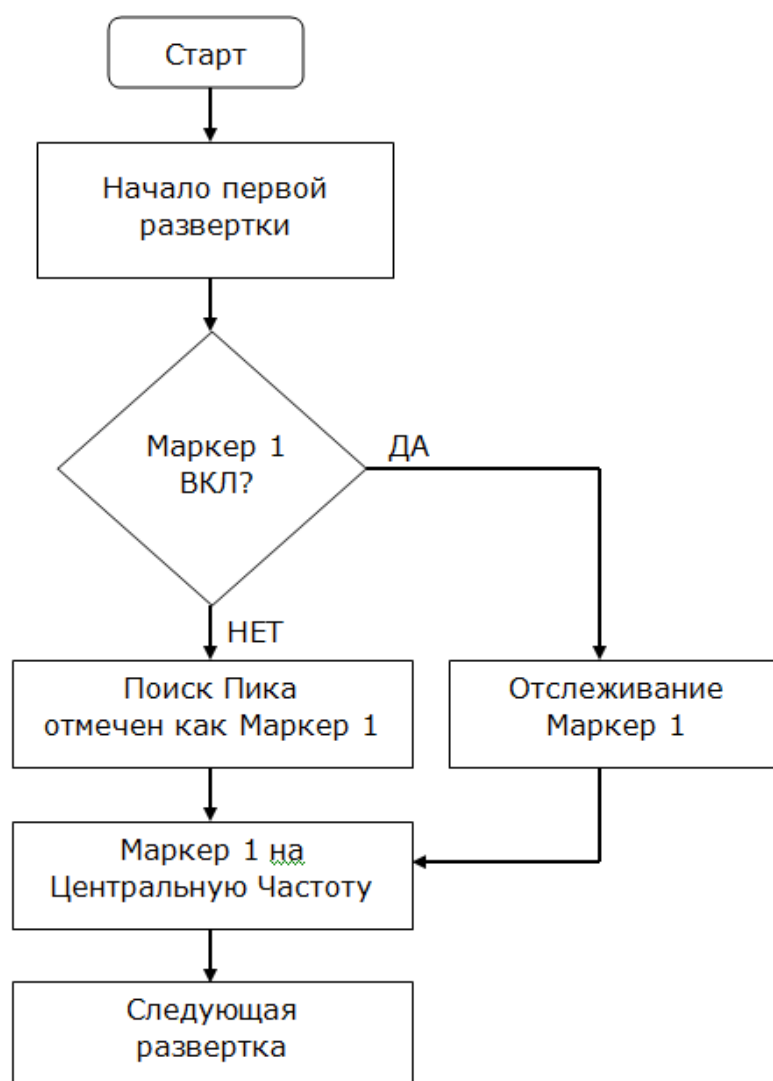 Старт
Начало первой
развертки
Маркер 1
ВКЛ?
ДА
НЕТ
Поиск Пика
отмечен как Маркер 1
Отслеживание
Маркер 1
Маркер 1 на
Центральную Частоту
Следующая
развертка